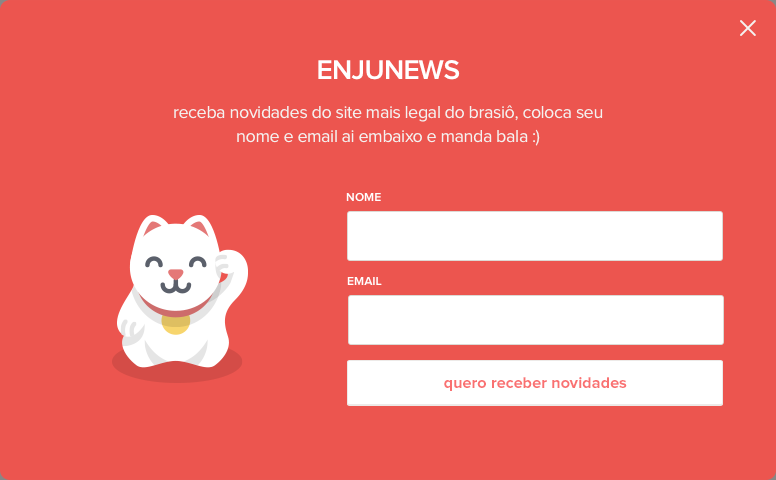 ENJUNEWS
receba novidades do site mais legal do brasiô, coloca seu
nome e email ai embaixo e manda bala :)
NOME
EMAIL
quero receber novidades